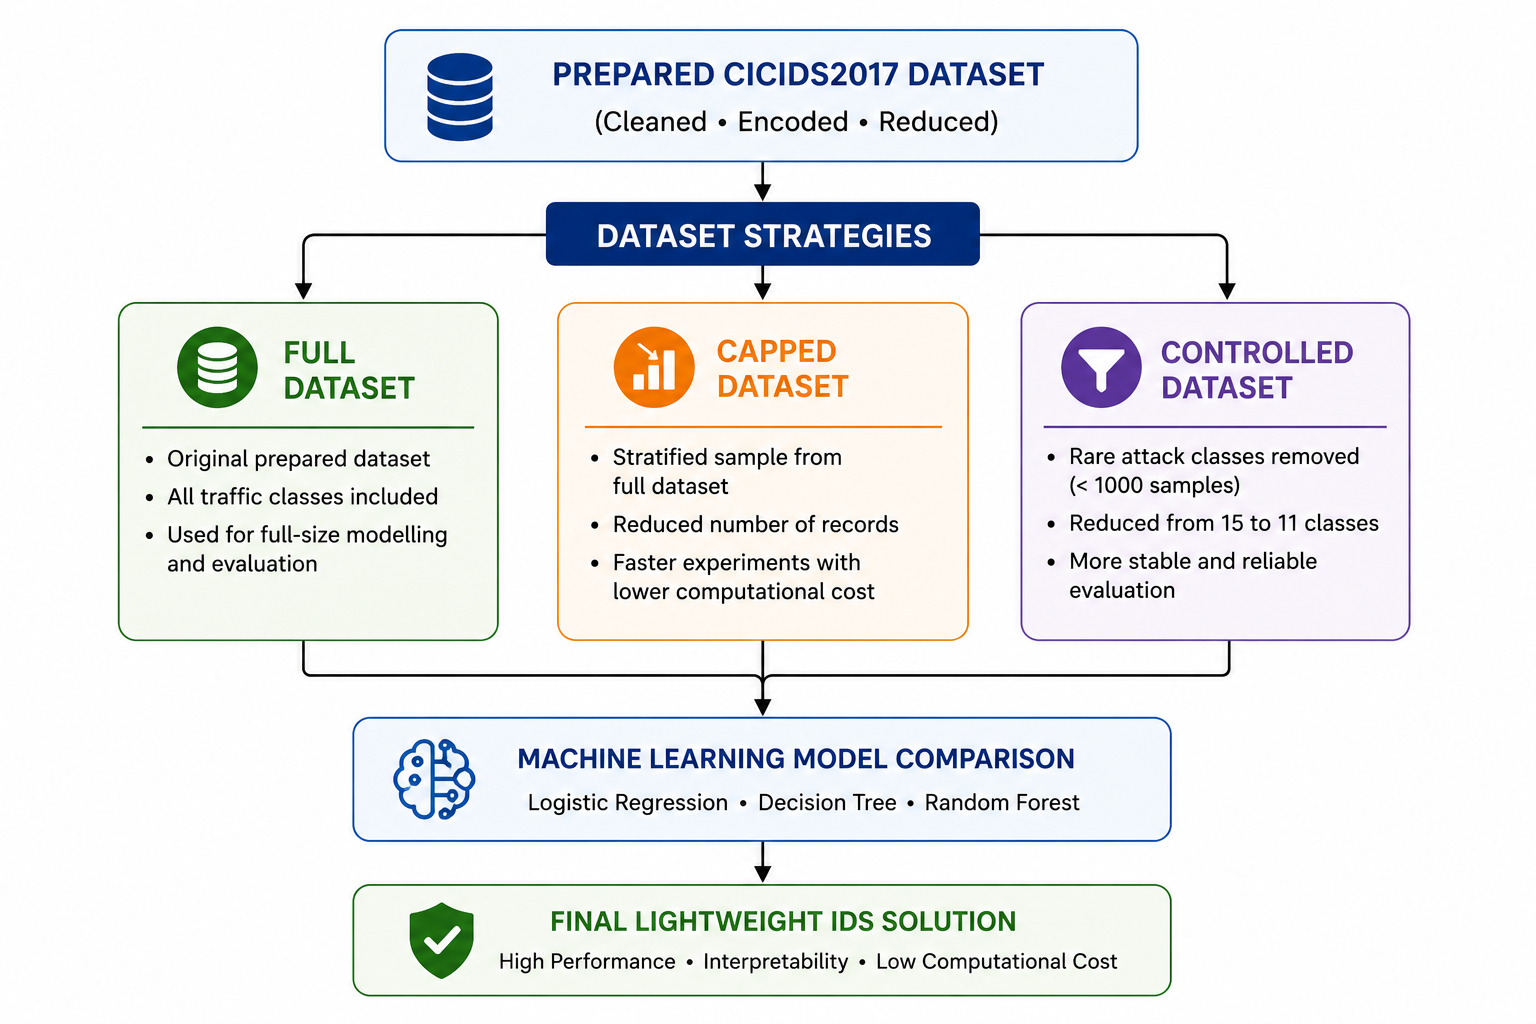 PREPARED CICIDS2017 DATASET
(Cleaned • Encoded • Reduced)
DATASET STRATEGIES
FULL
DATASET
• Original prepared dataset
• All traffic classes included
• Used for full-size modelling
and evaluation
CAPPED
DATASET
• Stratified sample from
full dataset
• Reduced number of records
• Faster experiments with
lower computational cost
CONTROLLED
DATASET
• Rare attack classes removed
(< 1000 samples)
• Reduced from 15 to 11 classes
• More stable and reliable
evaluation
MACHINE LEARNING MODEL COMPARISON
Logistic Regression • Decision Tree • Random Forest
FINAL LIGHTWEIGHT IDS SOLUTION
High Performance • Interpretability • Low Computational Cost